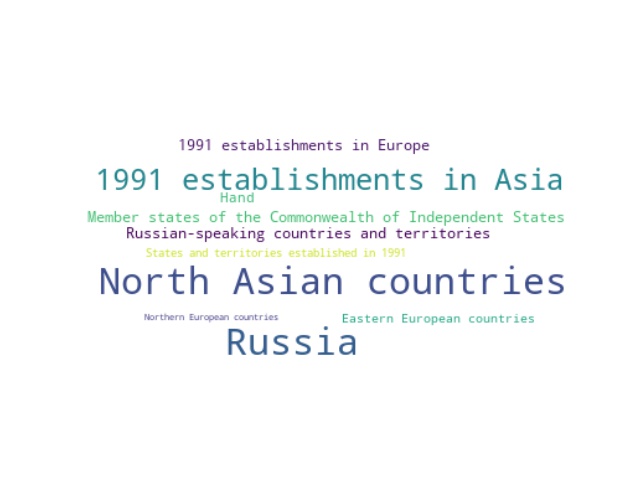 1991 establishments in Europe
1991 establishments in Asia
Hand
Member states of the Commonwealth of Independent States
Russian-speaking countries and territories
States and territories established in 1991
North Asian countries
Northern European countries
Eastern European countries
Russia